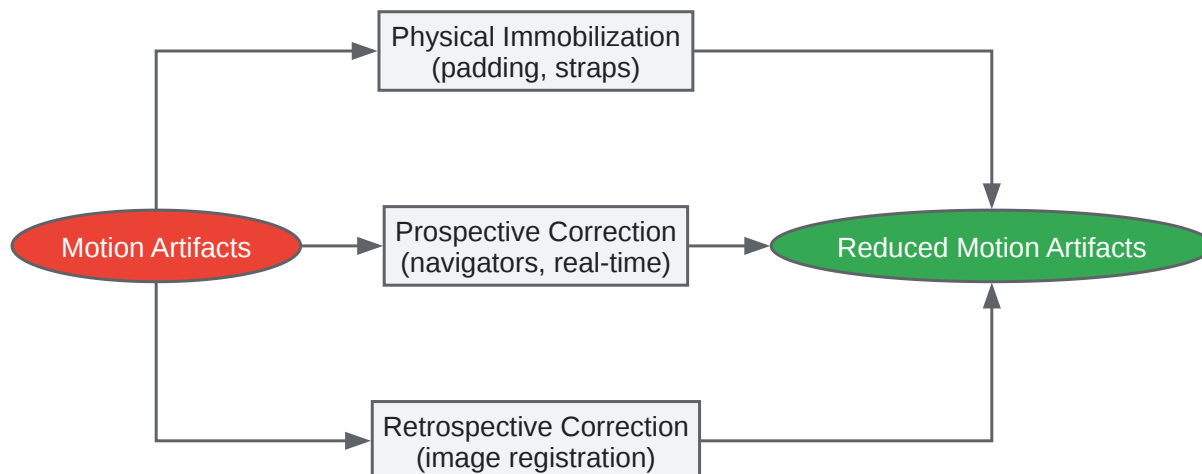 Physical Immobilization
(padding, straps)
Motion Artifacts
Prospective Correction
(navigators, real-time)
Reduced Motion Artifacts
Retrospective Correction
(image registration)